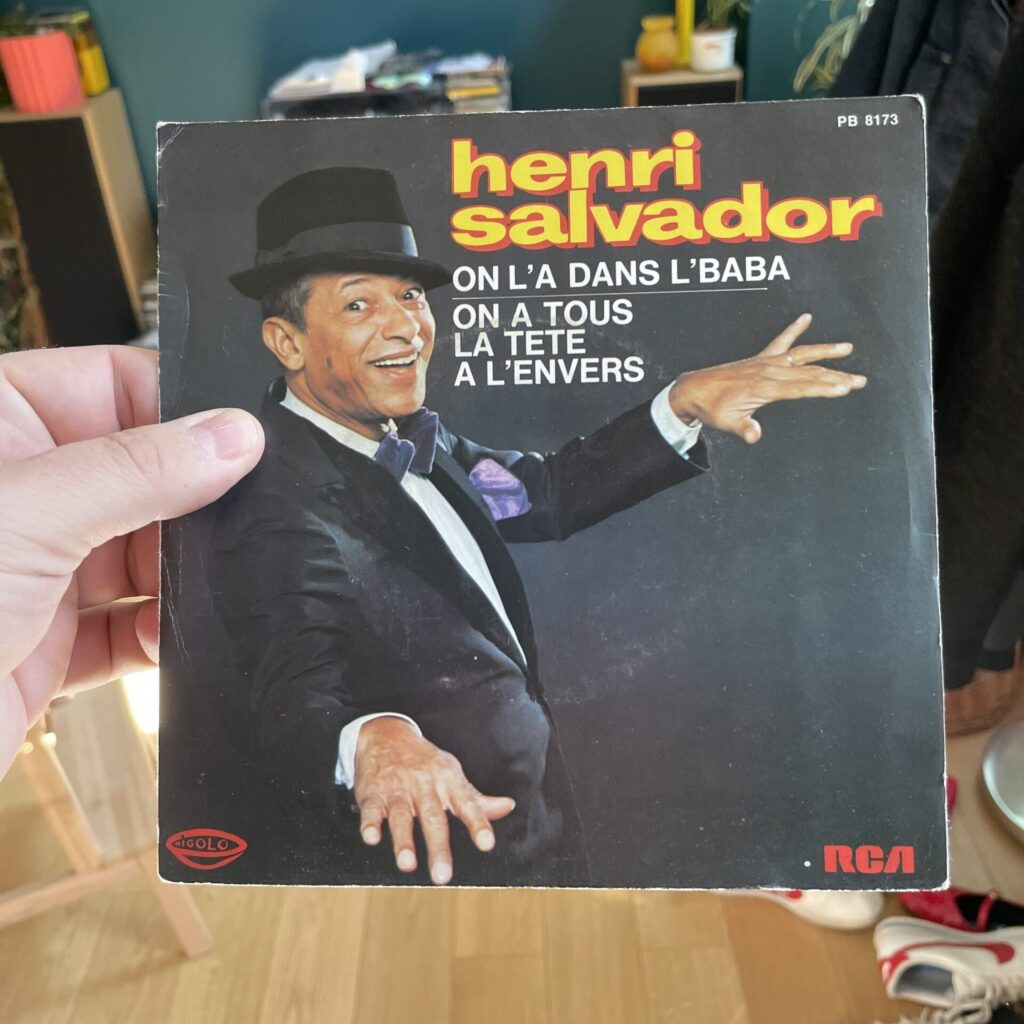 PB 8173
henri
salvador
ON L'A DANS L'BABA
ON A TOUS
LA TETE
A L'ENVERS
RIGOLO
RCA